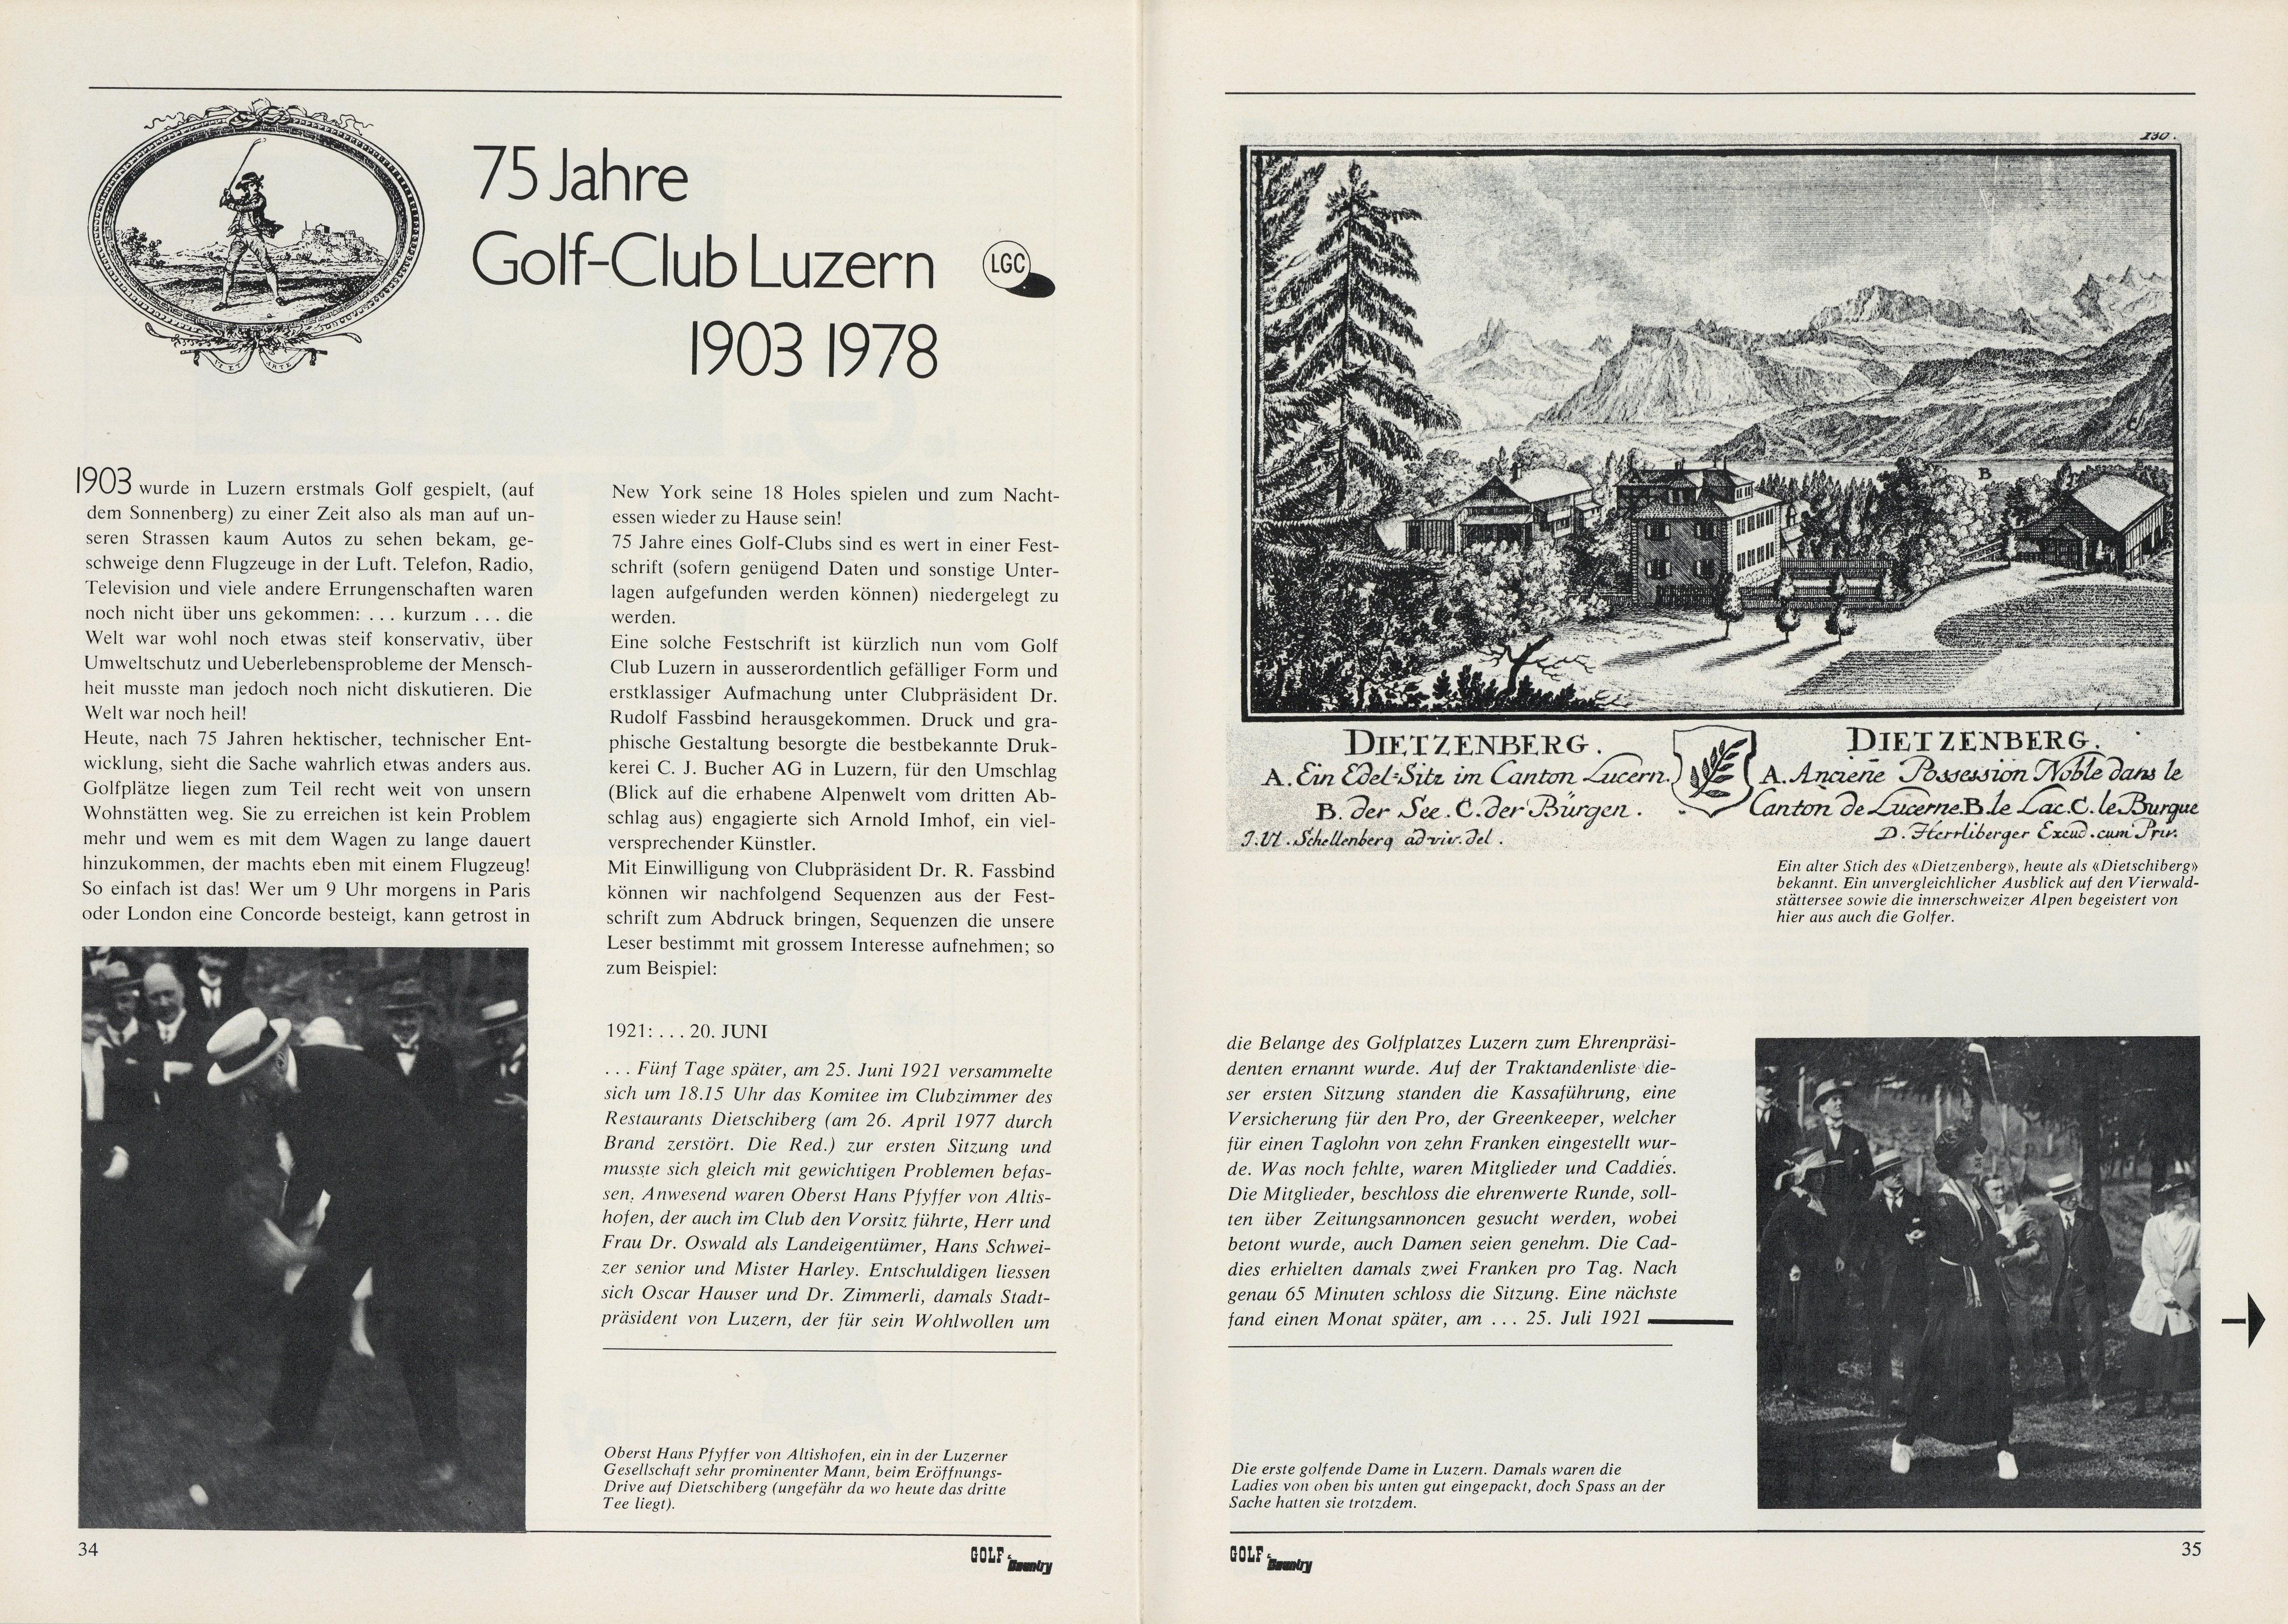 75 Jahre
Golf-Club Luzern
LGC
1903 1978
1903 wurde in Luzern erstmals Golf gespielt, (auf
dem Sonnenberg) zu einer Zeit also als man auf un-
seren Strassen kaum Autos zu sehen bekam, ge-
schweige denn Flugzeuge in der Luft. Telefon, Radio,
Television und viele andere Errungenschaften waren
noch nicht über uns gekommen: . . . kurzum . . . die
Welt war wohl noch etwas steif konservativ, über
Umweltschutz und Ueberlebensprobleme der Mensch-
heit musste man jedoch noch nicht diskutieren. Die
Welt war noch heil!
Heute, nach 75 Jahren hektischer, technischer Ent-
wicklung, sieht die Sache wahrlich etwas anders aus.
Golfplätze liegen zum Teil recht weit von unsern
Wohnstätten weg. Sie zu erreichen ist kein Problem
mehr und wem es mit dem Wagen zu lange dauert
hinzukommen, der machts eben mit einem Flugzeug!
So einfach ist das! Wer um 9 Uhr morgens in Paris
oder London eine Concorde besteigt, kann getrost in
New York seine 18 Holes spielen und zum Nacht-
essen wieder zu Hause sein!
75 Jahre eines Golf-Clubs sind es wert in einer Fest-
schrift (sofern genügend Daten und sonstige Unter-
lagen aufgefunden werden können) niedergelegt zu
werden.
Eine solche Festschrift ist kürzlich nun vom Golf
Club Luzern in ausserordentlich gefälliger Form und
erstklassiger Aufmachung unter Clubpräsident Dr.
Rudolf Fassbind herausgekommen. Druck und gra-
phische Gestaltung besorgte die bestbekannte Druk-
kerei C. J. Bucher AG in Luzern, für den Umschlag
(Blick auf die erhabene Alpenwelt vom dritten Ab-
schlag aus) engagierte sich Arnold Imhof, ein viel-
versprechender Künstler.
Mit Einwilligung von Clubpräsident Dr. R. Fassbind
können wir nachfolgend Sequenzen aus der Fest-
schrift zum Abdruck bringen, Sequenzen die unsere
Leser bestimmt mit grossem Interesse aufnehmen; so
zum Beispiel:
1921: . . . 20. JUNI
. . . Fünf Tage später, am 25. Juni 1921 versammelte
sich um 18.15 Uhr das Komitee im Clubzimmer des
Restaurants Dietschiberg (am 26. April 1977 durch
Brand zerstört. Die Red.) zur ersten Sitzung und
musste sich gleich mit gewichtigen Problemen befas-
sen. Anwesend waren Oberst Hans Pfyffer von Altis-
hofen, der auch im Club den Vorsitz führte, Herr und
Frau Dr. Oswald als Landeigentümer, Hans Schwei-
zer senior und Mister Harley. Entschuldigen liessen
sich Oscar Hauser und Dr. Zimmerli, damals Stadt-
präsident von Luzern, der für sein Wohlwollen um
Oberst Hans Pfyffer von Altishofen, ein in der Luzerner
Gesellschaft sehr prominenter Mann, beim Eröffnungs-
Drive auf Dietschiberg (ungefähr da wo heute das dritte
Tee liegt).
34
GOLF & Country
130.
B
C
DIETZENBERG.
A. Ein Edel-Sitz im Canton Lucern.
B. der See. C. der Bürgen.
J. U. Schellenberg ad viv. del.
DIETZENBERG.
A. Anciene Possession Noble dans le
Canton de Lucerne B. le Lac. C. le Burgue
D. Herrliberger Excud. cum Priv.
Ein alter Stich des «Dietzenberg», heute als «Dietschiberg»
bekannt. Ein unvergleichlicher Ausblick auf den Vierwald-
stättersee sowie die innerschweizer Alpen begeistert von
hier aus auch die Golfer.
die Belange des Golfplatzes Luzern zum Ehrenpräsi-
denten ernannt wurde. Auf der Traktandenliste die-
ser ersten Sitzung standen die Kassaführung, eine
Versicherung für den Pro, der Greenkeeper, welcher
für einen Taglohn von zehn Franken eingestellt wur-
de. Was noch fehlte, waren Mitglieder und Caddies.
Die Mitglieder, beschloss die ehrenwerte Runde, soll-
ten über Zeitungsannoncen gesucht werden, wobei
betont wurde, auch Damen seien genehm. Die Cad-
dies erhielten damals zwei Franken pro Tag. Nach
genau 65 Minuten schloss die Sitzung. Eine nächste
fand einen Monat später, am . . . 25. Juli 1921
Die erste golfende Dame in Luzern. Damals waren die
Ladies von oben bis unten gut eingepackt, doch Spass an der
Sache hatten sie trotzdem.
GOLF & Country
35